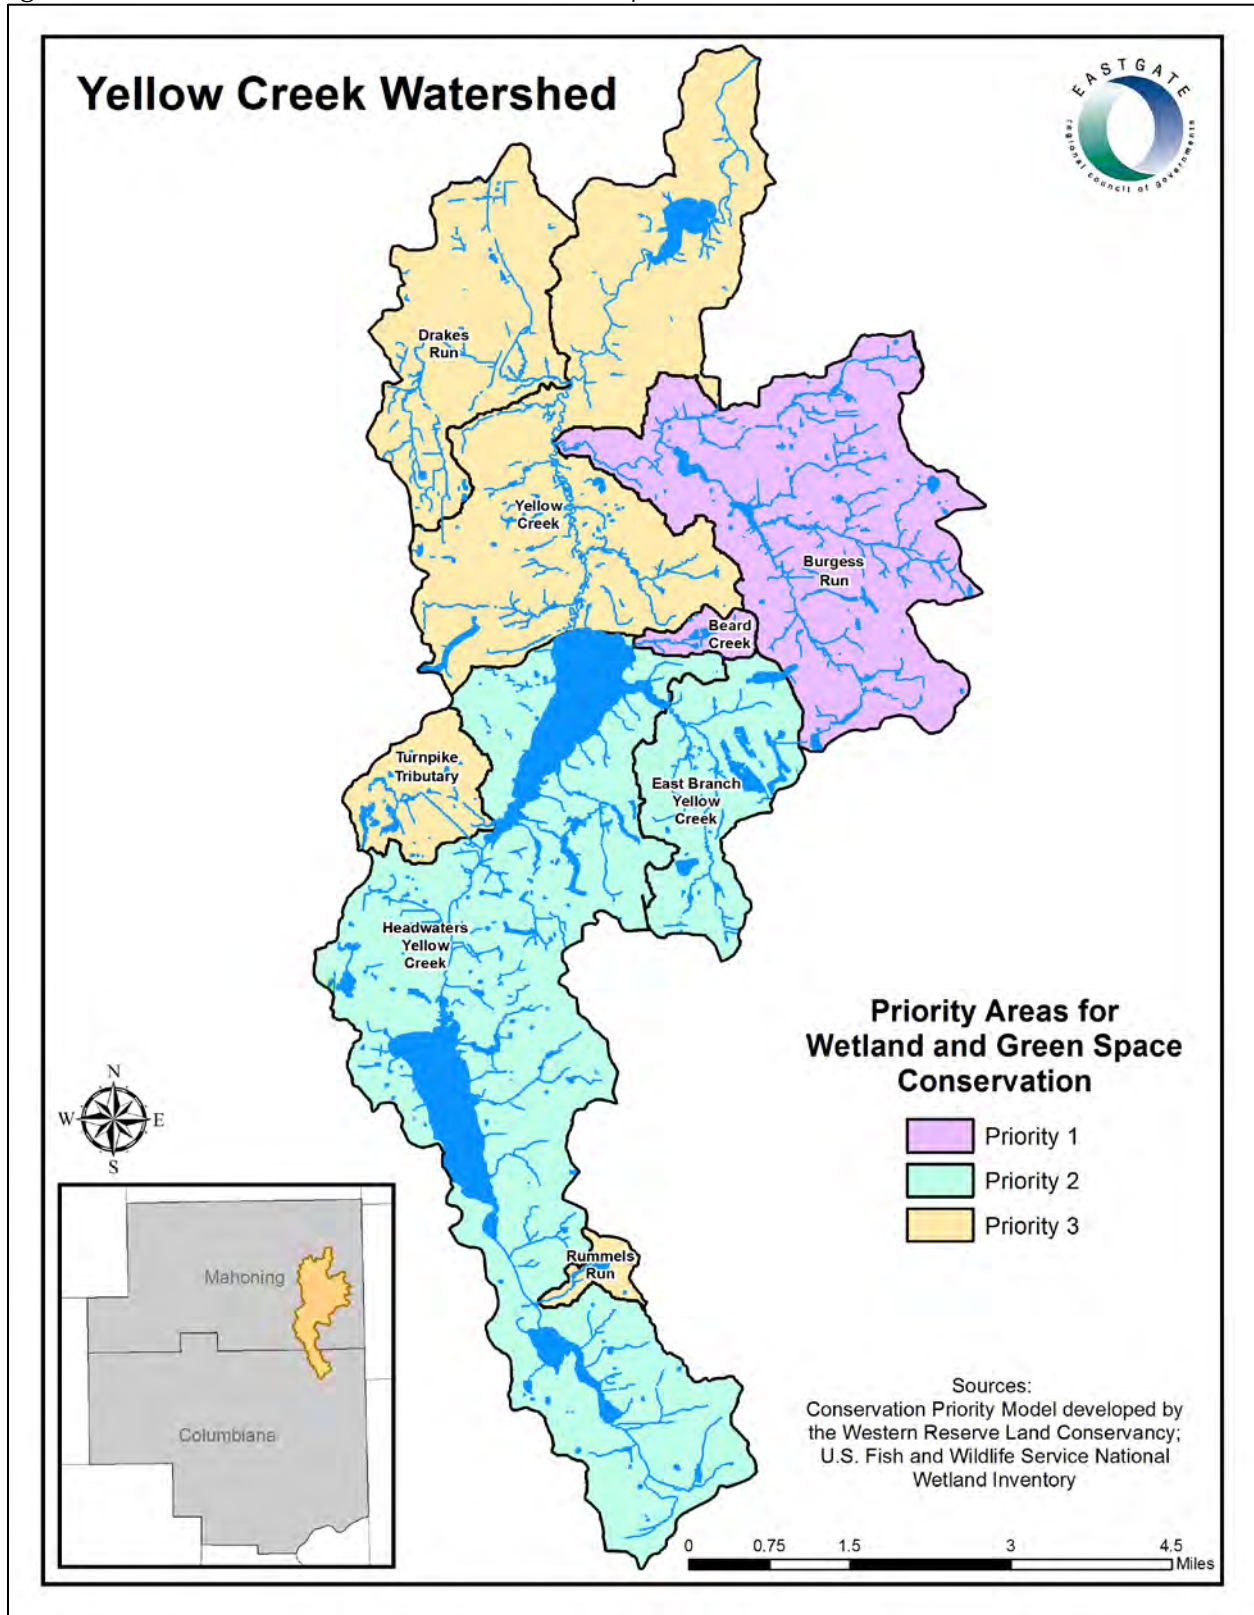 Yellow Creek Watershed
EASTGATE
regional council of governments
Drakes
Run
Yellow
Creek
Burgess
Run
Beard
Creek
Turnpike
Tributary
East Branch
Yellow
Creek
Headwaters
Yellow
Creek
Rummels
Run
Priority Areas for
Wetland and Green Space
Conservation
Priority 1
Priority 2
Priority 3
N
W
E
S
Mahoning
Columbiana
Sources:
Conservation Priority Model developed by
the Western Reserve Land Conservancy;
U.S. Fish and Wildlife Service National
Wetland Inventory
0 0.75 1.5 3 4.5
Miles